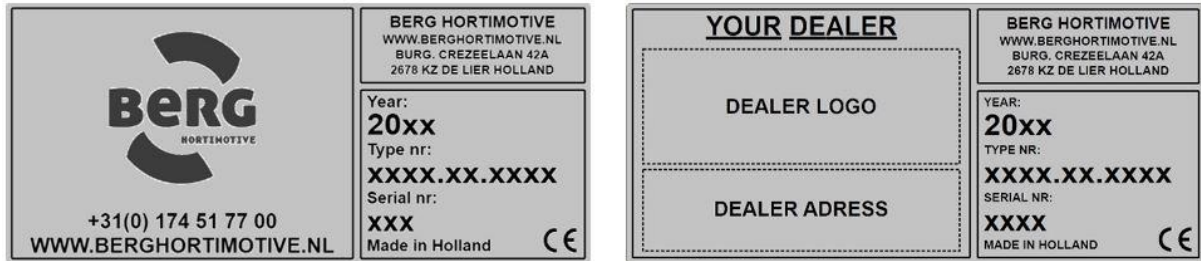 BERG
HORTIMOTIVE
+31(0) 174 51 77 00
WWW.BERGHORTIMOTIVE.NL
BERG HORTIMOTIVE
WWW.BERGHORTIMOTIVE.NL
BURG. CREZEELAAN 42A
2678 KZ DE LIER HOLLAND
Year:
20xx
Type nr:
xxxx.xx.xxxx
Serial nr:
xxx
Made in Holland CE
YOUR DEALER
DEALER LOGO
DEALER ADRESS
BERG HORTIMOTIVE
WWW.BERGHORTIMOTIVE.NL
BURG. CREZEELAAN 42A
2678 KZ DE LIER HOLLAND
YEAR:
20xx
TYPE NR:
xxxx.xx.xxxx
SERIAL NR:
xxxx
MADE IN HOLLAND CE